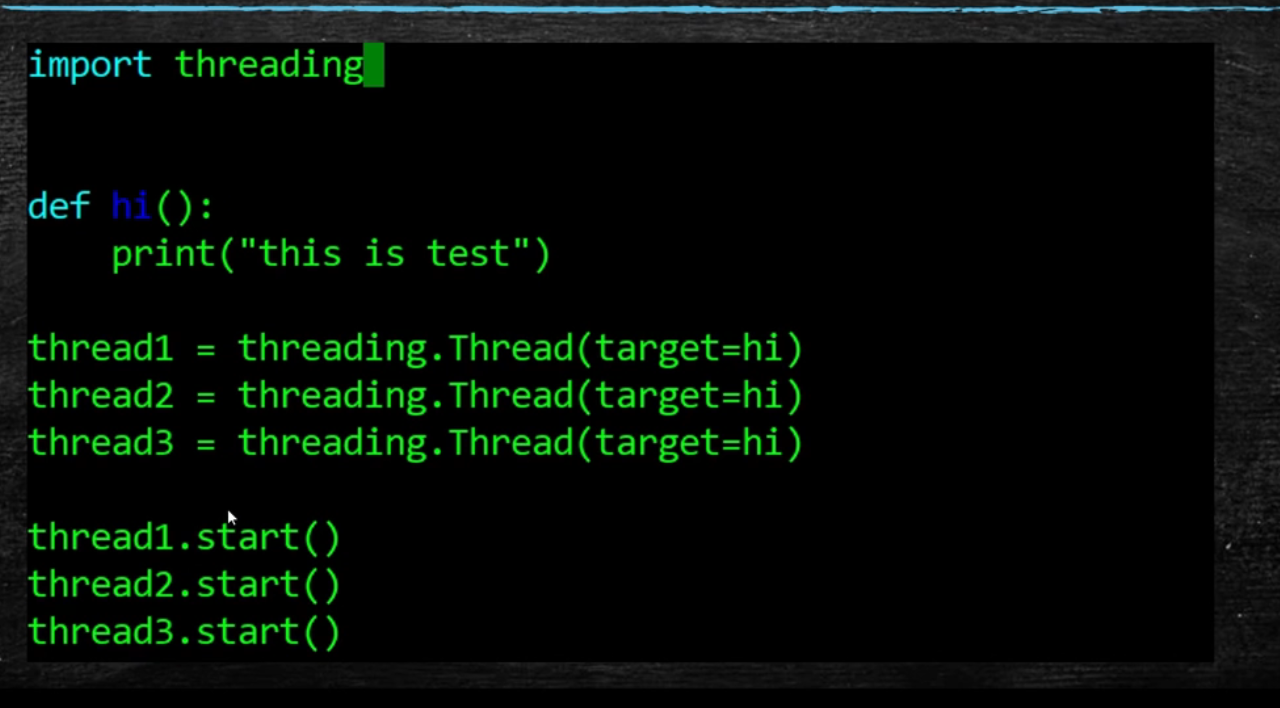 import threading
def hi():
    print("this is test")
thread1 = threading.Thread(target=hi)
thread2 = threading.Thread(target=hi)
thread3 = threading.Thread(target=hi)
thread1.start()
thread2.start()
thread3.start()